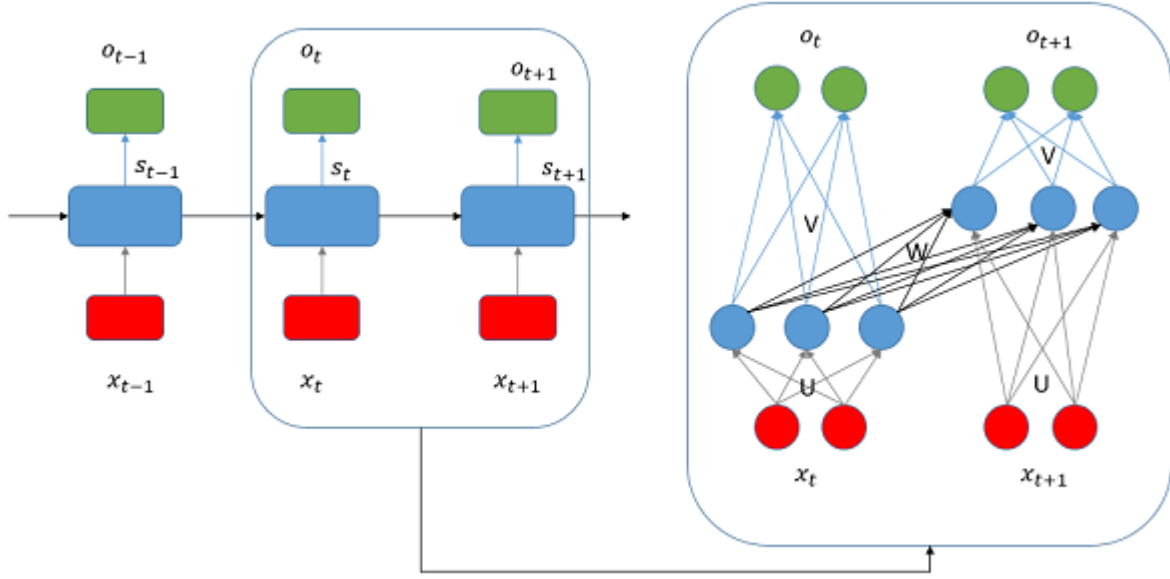 o_{t-1} o_t o_{t+1} o_t o_{t+1}
s_{t-1} s_t s_{t+1} V
V W
x_{t-1} x_t x_{t+1} U U
x_t x_{t+1}